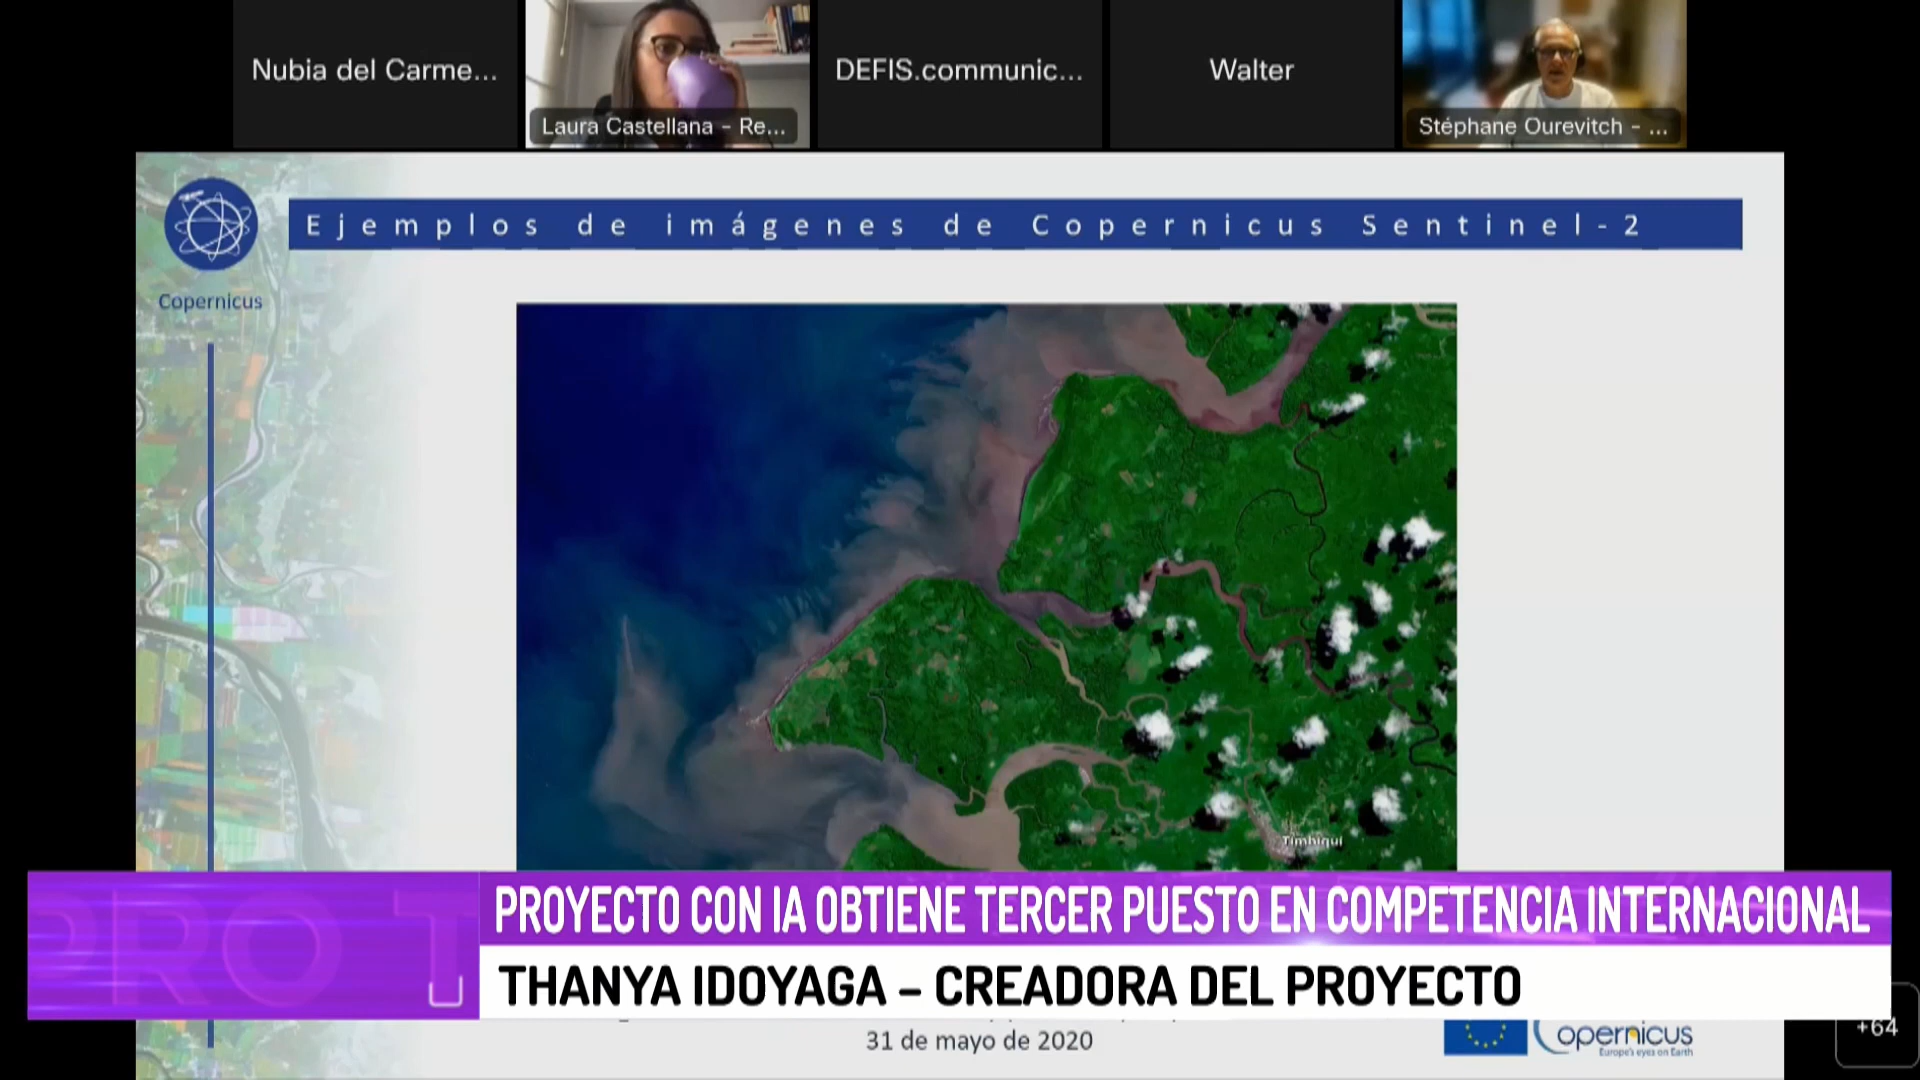 Nubia del Carme...
DEFIS.communic...
Walter
Laura Castellana - Re...
Stéphane Ourevitch - ...
Ejemplos de imágenes de Copernicus Sentinel-2
Copernicus
Timbiquí
PROYECTO CON IA OBTIENE TERCER PUESTO EN COMPETENCIA INTERNACIONAL
PRO T
THANYA IDOYAGA – CREADORA DEL PROYECTO
31 de mayo de 2020
opernicus
Europe's eyes on Earth
+64